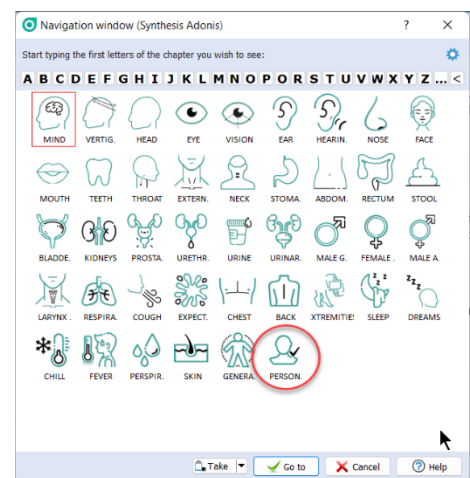 Navigation window (Synthesis Adonis) ?
Start typing the first letters of the chapter you wish to see:
A B C D E F G H I J K L M N O P O R S T U V W X Y Z ... <
MIND VERTIG. HEAD EYE VISION EAR HEARIN. NOSE FACE
MOUTH TEETH THROAT EXTERN. NECK STOMA. ABDOM. RECTUM STOOL
BLADDE. KIDNEYS PROSTA. URETHR. URINE URINAR. MALE G. FEMALE . MALE A.
LARYNX . RESPIRA. COUGH EXPECT. CHEST BACK XTREMITIE: SLEEP DREAMS
CHILL FEVER PERSPIR. SKIN GENERA. PERSON.
Take Go to Cancel Help